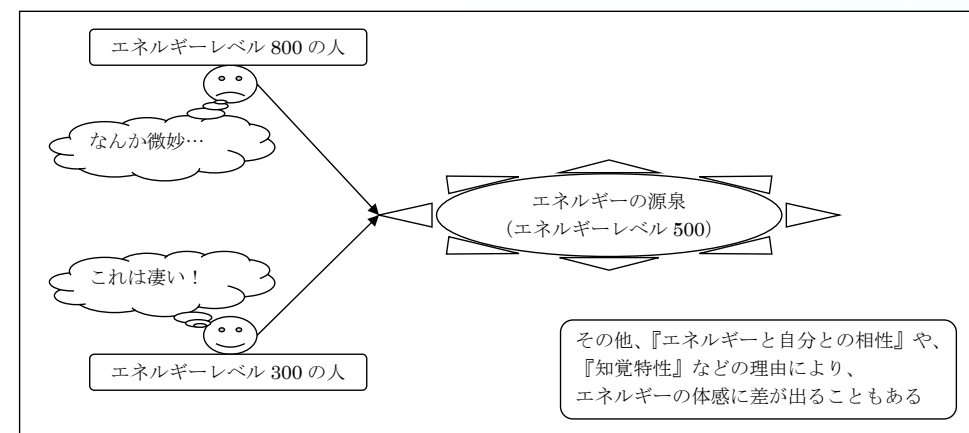 エネルギーレベル 800 の人
なんか微妙…
エネルギーの源泉
（エネルギーレベル 500）
これは凄い！
エネルギーレベル 300 の人
その他、『エネルギーと自分との相性』や、
『知覚特性』などの理由により、
エネルギーの体感に差が出ることもある